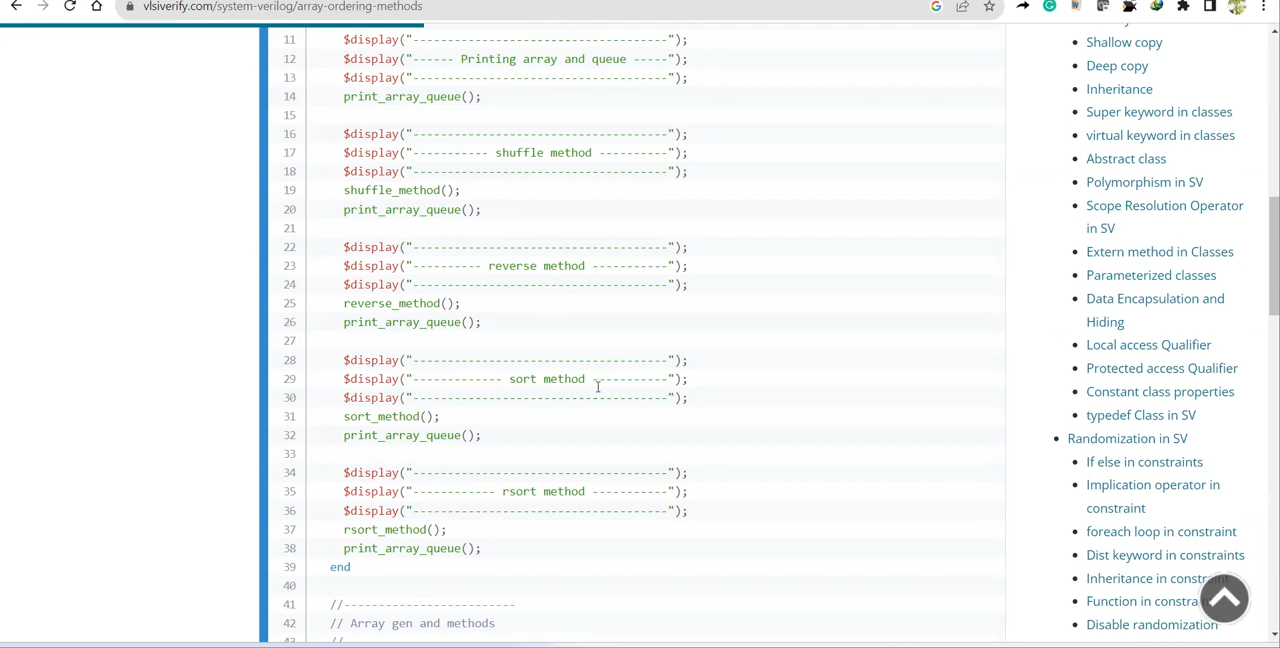 vlsiverify.com/system-verilog/array-ordering-methods
11 $display("-------------------------------------");
12 $display("------ Printing array and queue -----");
13 $display("-------------------------------------");
14 print_array_queue();
15
16 $display("-------------------------------------");
17 $display("----------- shuffle method ----------");
18 $display("-------------------------------------");
19 shuffle_method();
20 print_array_queue();
21
22 $display("-------------------------------------");
23 $display("---------- reverse method -----------");
24 $display("-------------------------------------");
25 reverse_method();
26 print_array_queue();
27
28 $display("-------------------------------------");
29 $display("------------- sort method -----------");
30 $display("-------------------------------------");
31 sort_method();
32 print_array_queue();
33
34 $display("-------------------------------------");
35 $display("------------ rsort method -----------");
36 $display("-------------------------------------");
37 rsort_method();
38 print_array_queue();
39 end
40
41 //-------------------------
42 // Array gen and methods
Shallow copy
Deep copy
Inheritance
Super keyword in classes
virtual keyword in classes
Abstract class
Polymorphism in SV
Scope Resolution Operator
in SV
Extern method in Classes
Parameterized classes
Data Encapsulation and
Hiding
Local access Qualifier
Protected access Qualifier
Constant class properties
typedef Class in SV
Randomization in SV
If else in constraints
Implication operator in
constraint
foreach loop in constraint
Dist keyword in constraints
Inheritance in
Function in
Disable randomization